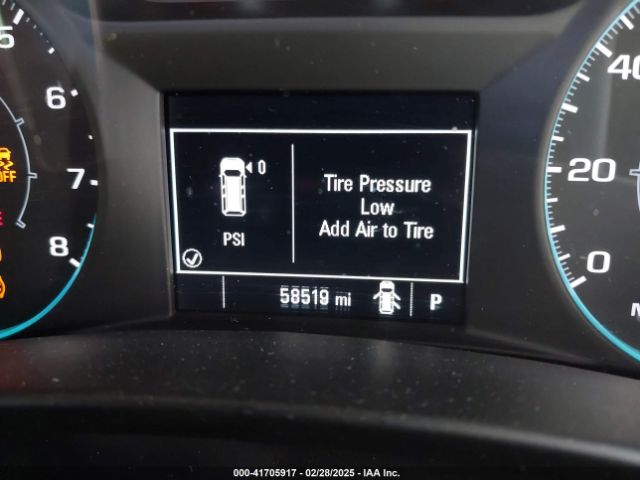 5
6
7
8
OFF
0
PSI
Tire Pressure
Low
Add Air to Tire
58519 mi
P
40
20
0
M
000-41705917 - 02/28/2025 - IAA Inc.